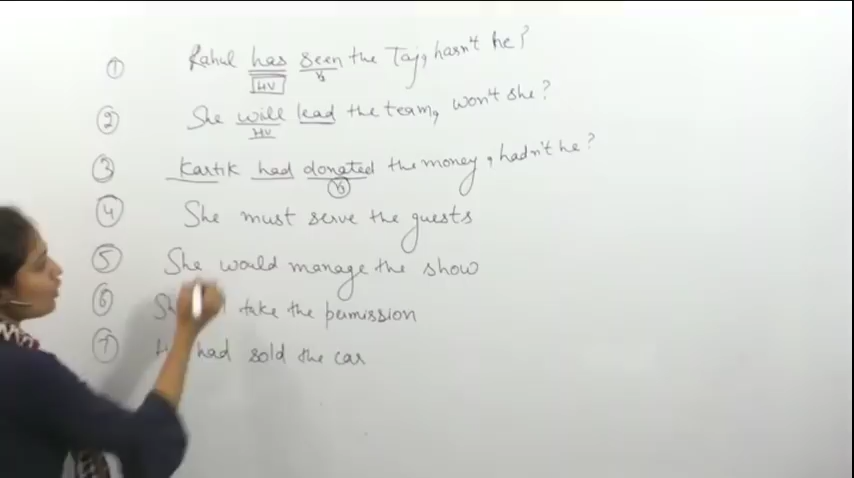 ① Rahul has seen the Taj, hasn't he?
HV V3
② She will lead the team, won't she?
HV
③ Kartik had donated the money, hadn't he?
V3
④ She must serve the guests
⑤ She would manage the show
⑥ take the permission
⑦ had sold the car